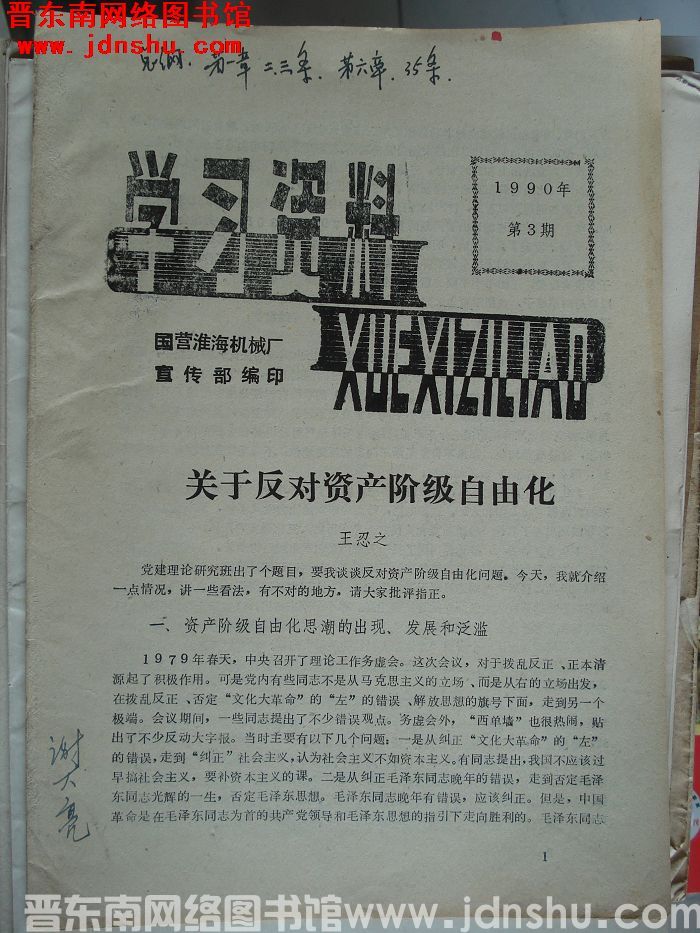 晋东南网络图书馆
www.jdnshu.com
总纲. 第一章 二.三条. 第六章. 35条.
学习资料
1990年
第3期
国营淮海机械厂
宣传部编印
XUEXIZILIAO
关于反对资产阶级自由化
王忍之
党建理论研究班出了个题目，要我谈谈反对资产阶级自由化问题。今天，我就介绍
一点情况，讲一些看法，有不对的地方，请大家批评指正。
一、资产阶级自由化思潮的出现、发展和泛滥
1979年春天，中央召开了理论工作务虚会。这次会议，对于拨乱反正、正本清
源起了积极作用。可是党内有些同志不是从马克思主义的立场、而是从右的立场出发，
在拨乱反正、否定“文化大革命”的“左”的错误、解放思想的旗号下面，走到另一个
极端。会议期间，一些同志提出了不少错误观点。务虚会外，“西单墙”也很热闹，贴
出了不少反动大字报。当时主要有以下几个问题：一是从纠正“文化大革命”的“左”
的错误，走到“纠正”社会主义，认为社会主义不如资本主义。有同志提出，我国不应该过
早搞社会主义，要补资本主义的课。二是从纠正毛泽东同志晚年的错误，走到否定毛泽
东同志光辉的一生，否定毛泽东思想。毛泽东同志晚年有错误，应该纠正。但是，中国
革命是在毛泽东同志为首的共产党领导和毛泽东思想的指引下走向胜利的。毛泽东同志
谢大亮
1
晋东南网络图书馆www.jdnshu.com